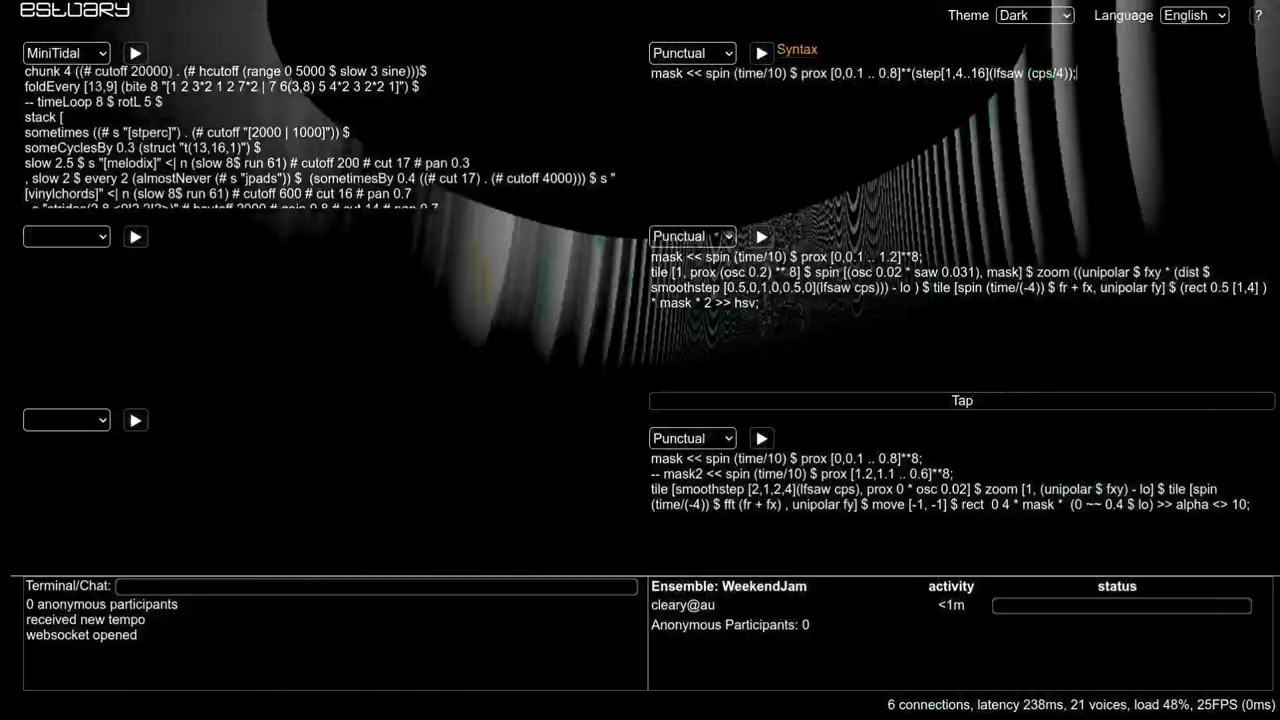 estuary
Theme Dark Language English ?
MiniTidal
chunk 4 ((# cutoff 20000) . (# hcutoff (range 0 5000 $ slow 3 sine)))$
foldEvery [13,9] (bite 8 "[1 2 3*2 1 2 7*2 | 7 6(3,8) 5 4*2 3 2*2 1]") $
-- timeLoop 8 $ rotL 5 $
stack [
sometimes ((# s "[stperc]") . (# cutoff "[2000 | 1000]")) $
someCyclesBy 0.3 (struct "t(13,16,1)") $
slow 2.5 $ s "[melodix]" <| n (slow 8$ run 61) # cutoff 200 # cut 17 # pan 0.3
, slow 2 $ every 2 (almostNever (# s "jpads")) $ (sometimesBy 0.4 ((# cut 17) . (# cutoff 4000))) $ s "
[vinylchords]" <| n (slow 8$ run 61) # cutoff 600 # cut 16 # pan 0.7
Punctual Syntax
mask << spin (time/10) $ prox [0,0.1 .. 0.8]**(step[1,4..16](lfsaw (cps/4));
Punctual
mask << spin (time/10) $ prox [0,0.1 .. 1.2]**8;
tile [1, prox (osc 0.2) ** 8] $ spin [(osc 0.02 * saw 0.031), mask] $ zoom ((unipolar $ fxy * (dist $
smoothstep [0.5,0,1,0,0.5,0](lfsaw cps))) - lo ) $ tile [spin (time/(-4)) $ fr + fx, unipolar fy] $ (rect 0.5 [1,4] )
* mask * 2 >> hsv;
Tap
Punctual
mask << spin (time/10) $ prox [0,0.1 .. 0.8]**8;
-- mask2 << spin (time/10) $ prox [1.2,1.1 .. 0.6]**8;
tile [smoothstep [2,1,2,4](lfsaw cps), prox 0 * osc 0.02] $ zoom [1, (unipolar $ fxy) - lo] $ tile [spin
(time/(-4)) $ fft (fr + fx) , unipolar fy] $ move [-1, -1] $ rect 0 4 * mask * (0 ~~ 0.4 $ lo) >> alpha <> 10;
Terminal/Chat:
0 anonymous participants
received new tempo
websocket opened
Ensemble: WeekendJam activity status
cleary@au <1m
Anonymous Participants: 0
6 connections, latency 238ms, 21 voices, load 48%, 25FPS (0ms)